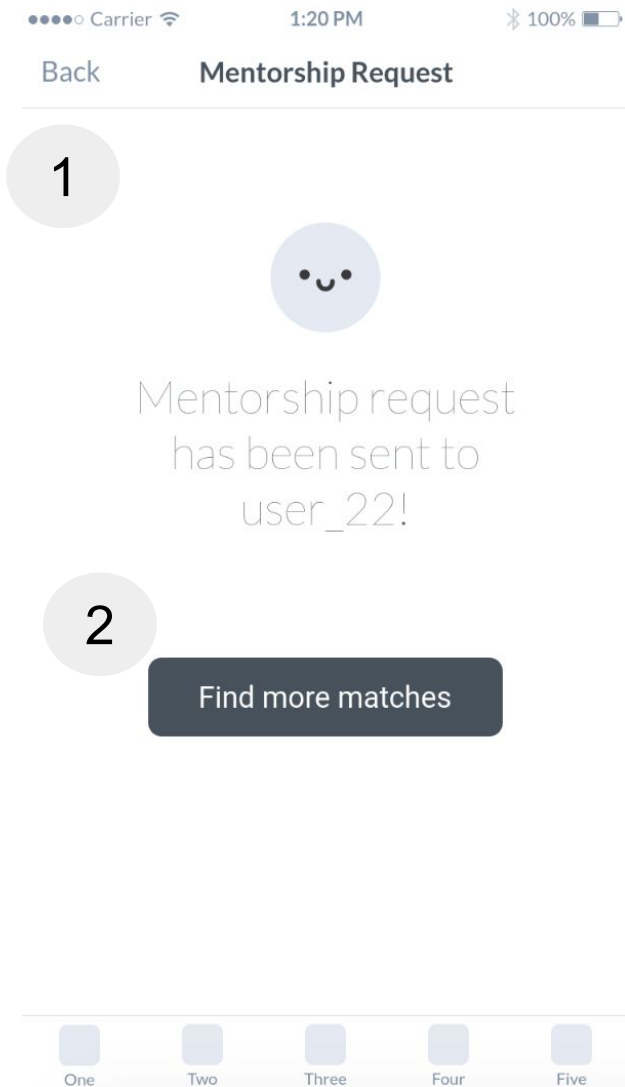 Carrier 1:20 PM 100%
Back Mentorship Request
1
Mentorship request
has been sent to
user_22!
2
Find more matches
One Two Three Four Five